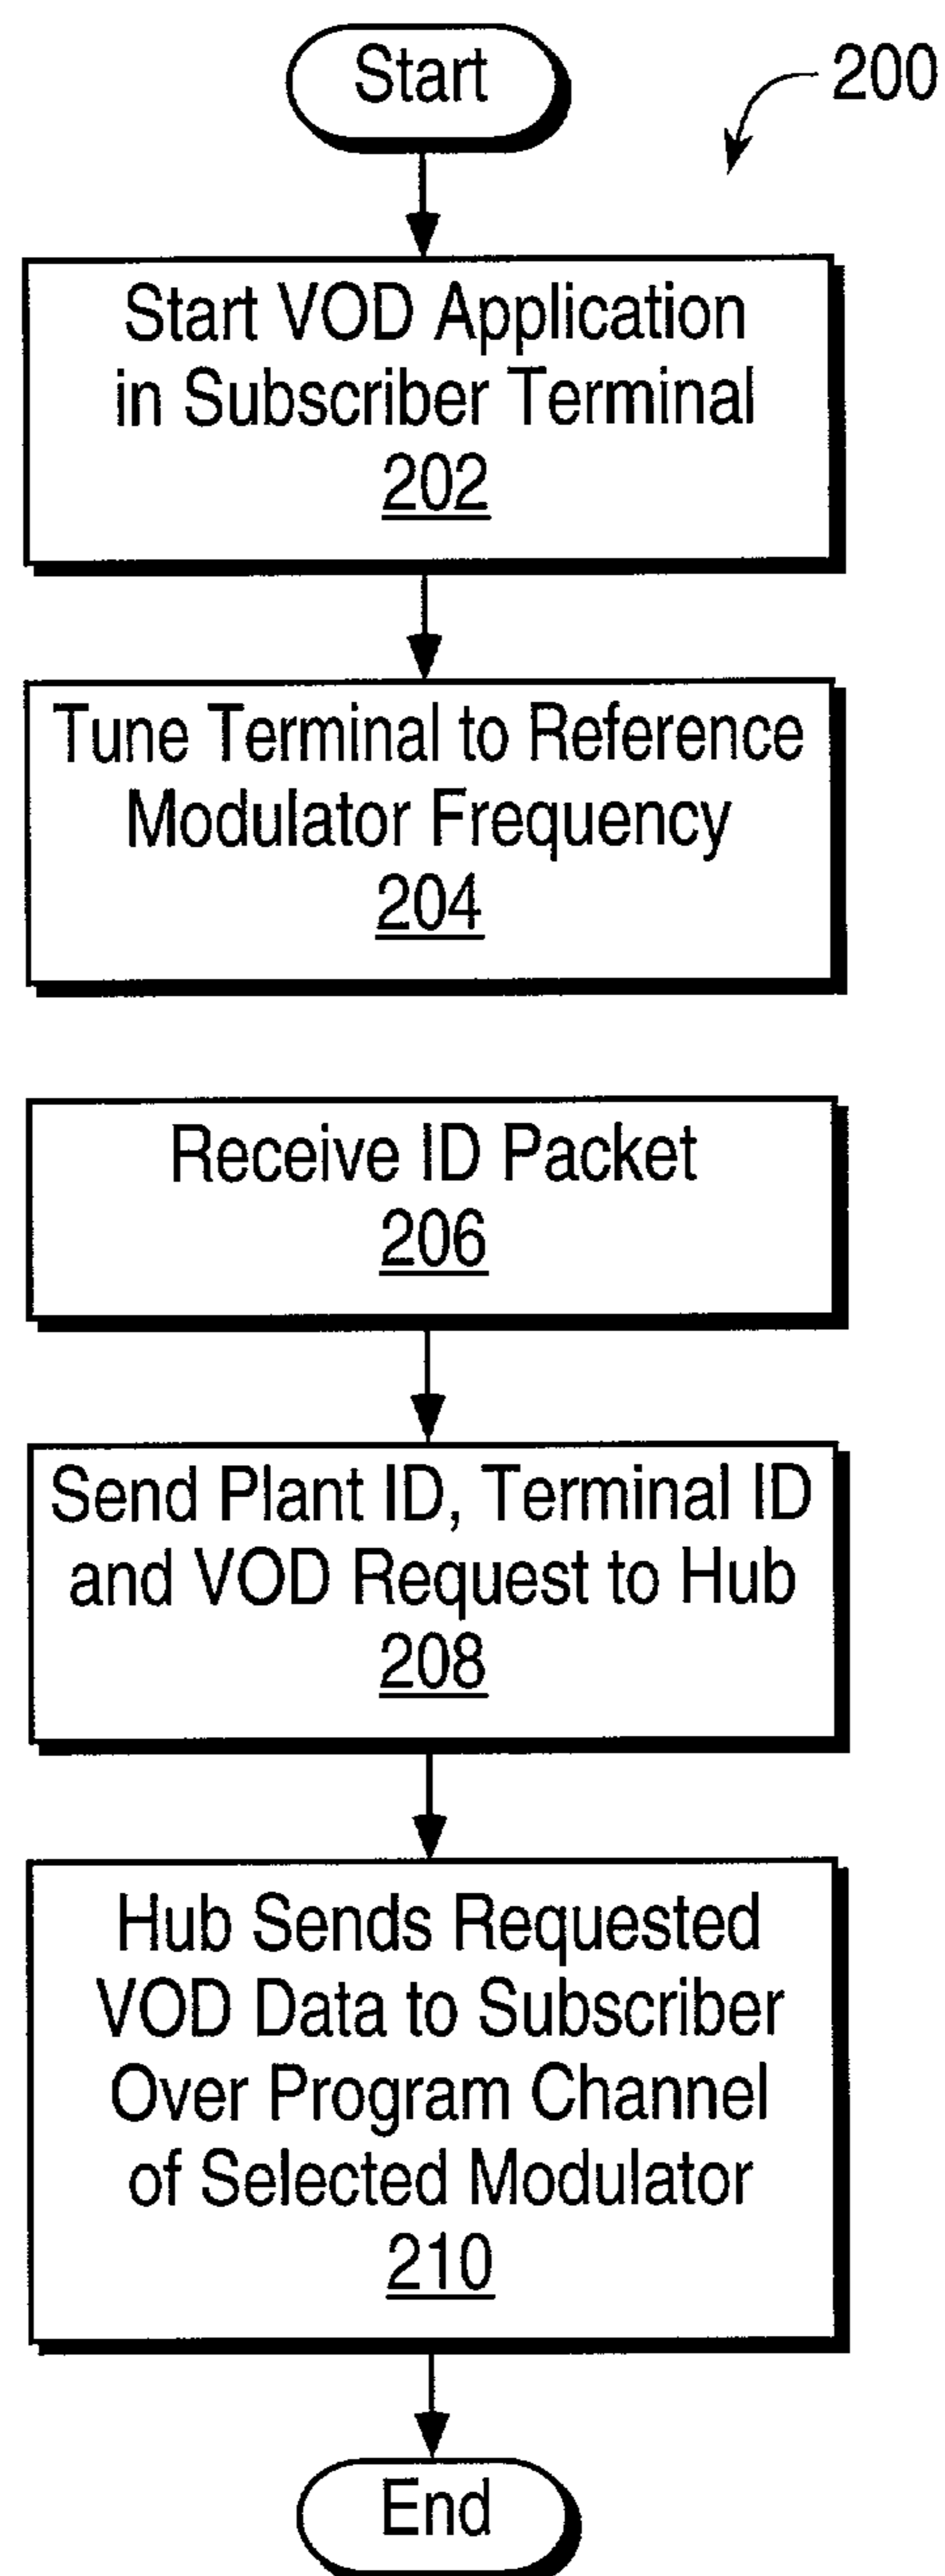 Start
200
Start VOD Application
in Subscriber Terminal
202
Tune Terminal to Reference
Modulator Frequency
204
Receive ID Packet
206
Send Plant ID, Terminal ID
and VOD Request to Hub
208
Hub Sends Requested
VOD Data to Subscriber
Over Program Channel
of Selected Modulator
210
End